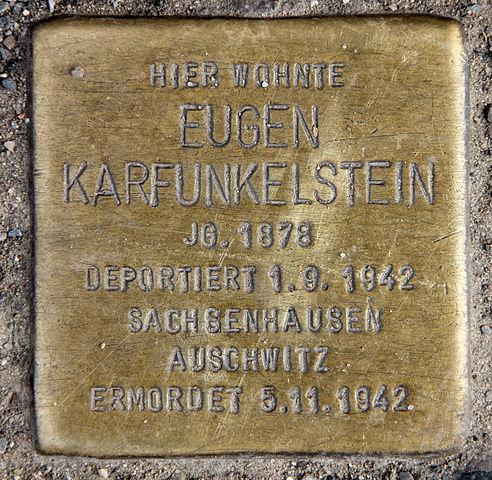 HIER WOHNTE
EUGEN
KARFUNKELSTEIN
JG. 1878
DEPORTIERT 1.9. 1942
SACHSENHAUSEN
AUSCHWITZ
ERMORDET 5.11.1942